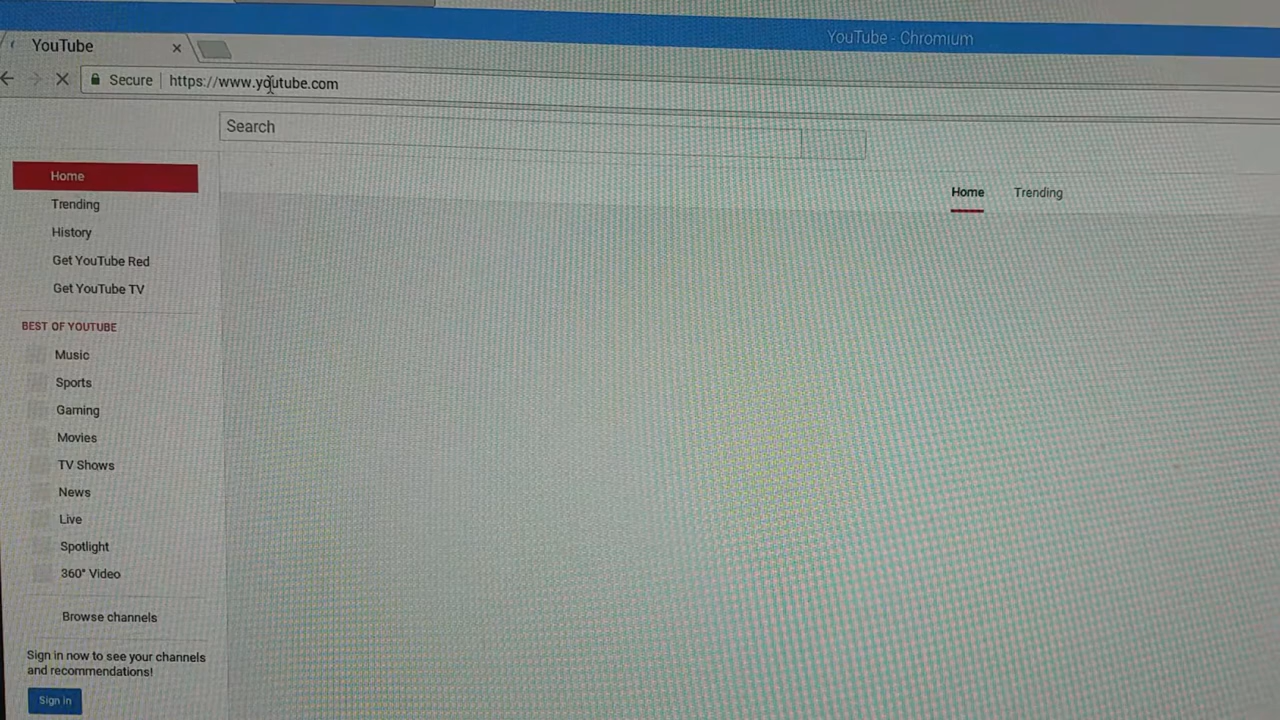 YouTube - Chromium
YouTube
Secure https://www.youtube.com
Search
Home
Trending
History
Get YouTube Red
Get YouTube TV
BEST OF YOUTUBE
Music
Sports
Gaming
Movies
TV Shows
News
Live
Spotlight
360° Video
Browse channels
Sign in now to see your channels
and recommendations!
Sign in
Home Trending